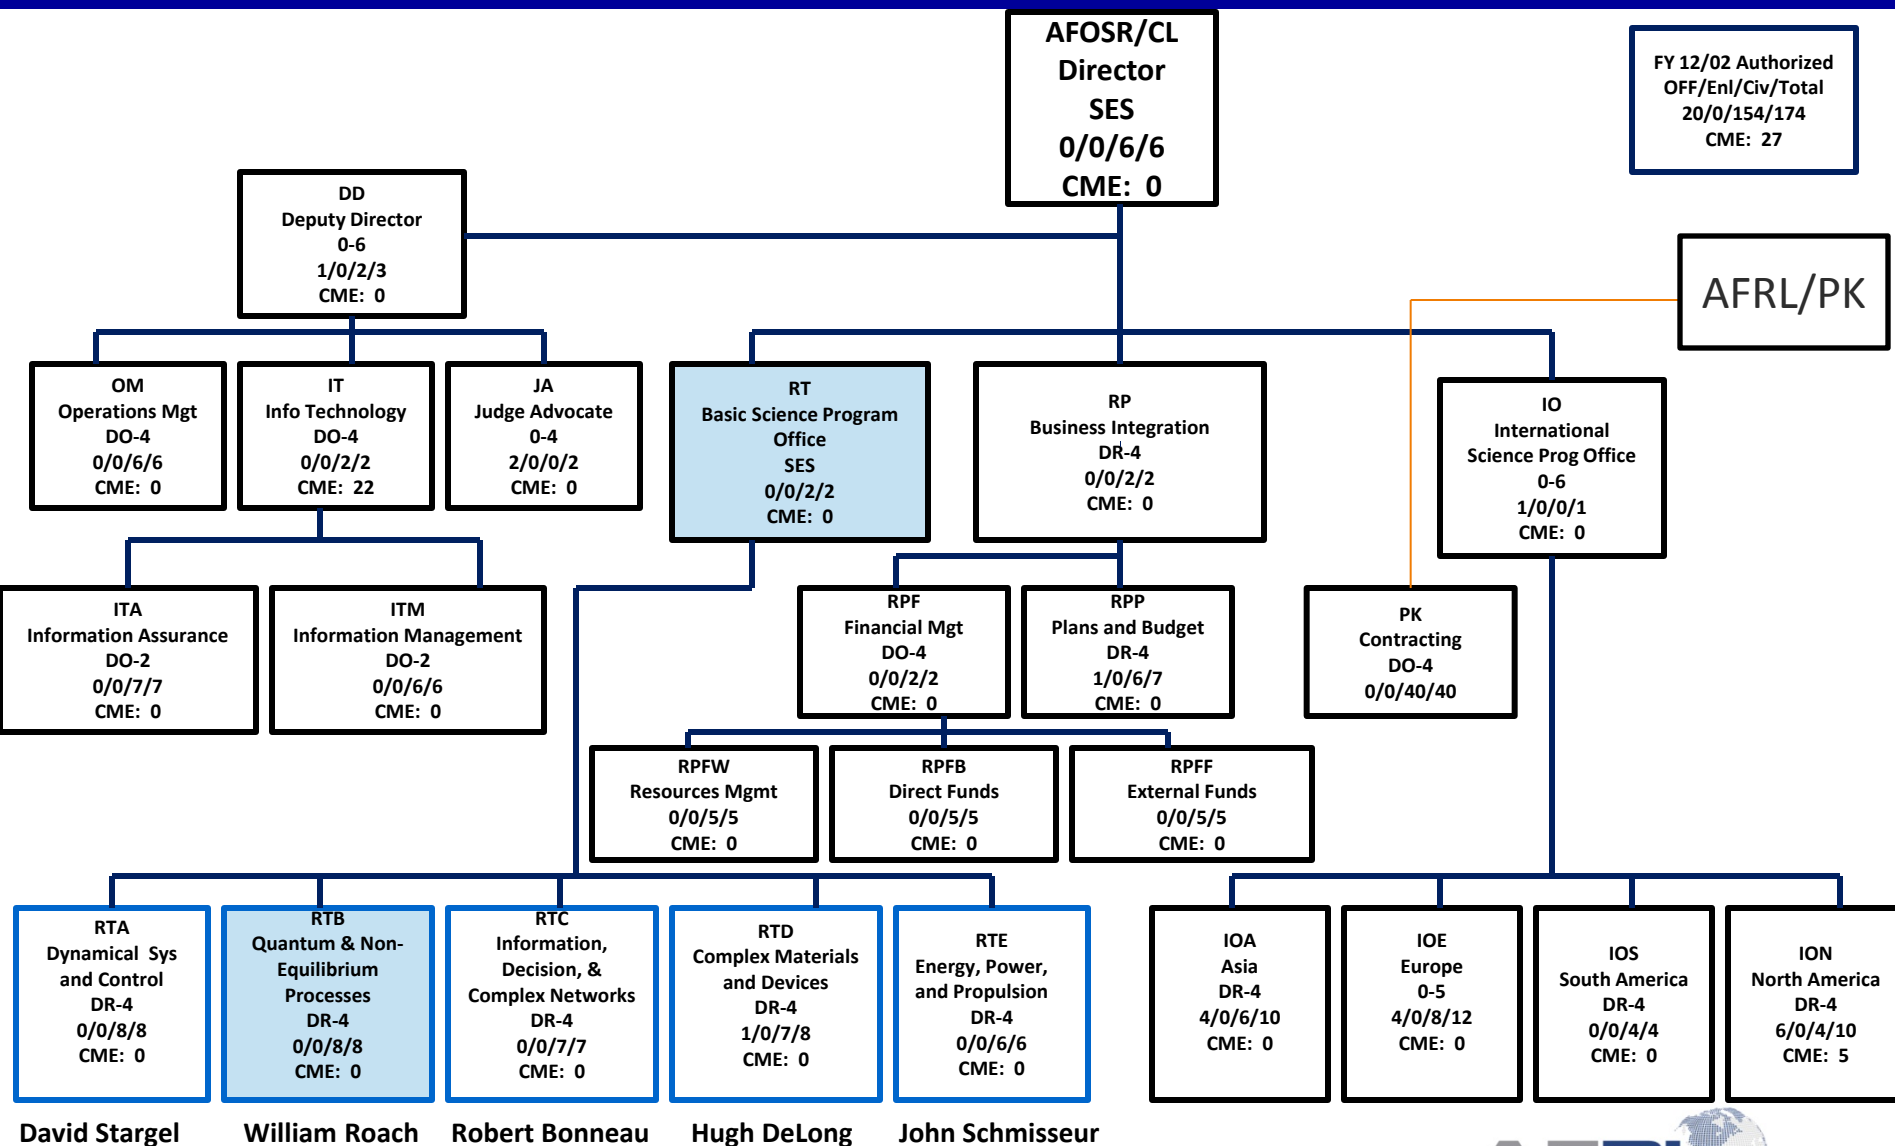 AFOSR/CL
Director
SES
0/0/6/6
CME: 0
FY 12/02 Authorized
OFF/Enl/Civ/Total
20/0/154/174
CME: 27
DD
Deputy Director
0-6
1/0/2/3
CME: 0
AFRL/PK
OM
Operations Mgt
DO-4
0/0/6/6
CME: 0
IT
Info Technology
DO-4
0/0/2/2
CME: 22
JA
Judge Advocate
0-4
2/0/0/2
CME: 0
RT
Basic Science Program
Office
SES
0/0/2/2
CME: 0
RP
Business Integration
DR-4
0/0/2/2
CME: 0
IO
International
Science Prog Office
0-6
1/0/0/1
CME: 0
ITA
Information Assurance
DO-2
0/0/7/7
CME: 0
ITM
Information Management
DO-2
0/0/6/6
CME: 0
RPF
Financial Mgt
DO-4
0/0/2/2
CME: 0
RPP
Plans and Budget
DR-4
1/0/6/7
CME: 0
PK
Contracting
DO-4
0/0/40/40
RPFW
Resources Mgmt
0/0/5/5
CME: 0
RPFB
Direct Funds
0/0/5/5
CME: 0
RPFF
External Funds
0/0/5/5
CME: 0
RTA
Dynamical Sys
and Control
DR-4
0/0/8/8
CME: 0
RTB
Quantum & Non-
Equilibrium
Processes
DR-4
0/0/8/8
CME: 0
RTC
Information,
Decision, &
Complex Networks
DR-4
0/0/7/7
CME: 0
RTD
Complex Materials
and Devices
DR-4
1/0/7/8
CME: 0
RTE
Energy, Power,
and Propulsion
DR-4
0/0/6/6
CME: 0
IOA
Asia
DR-4
4/0/6/10
CME: 0
IOE
Europe
0-5
4/0/8/12
CME: 0
IOS
South America
DR-4
0/0/4/4
CME: 0
ION
North America
DR-4
6/0/4/10
CME: 5
David Stargel
William Roach
Robert Bonneau
Hugh DeLong
John Schmisseur